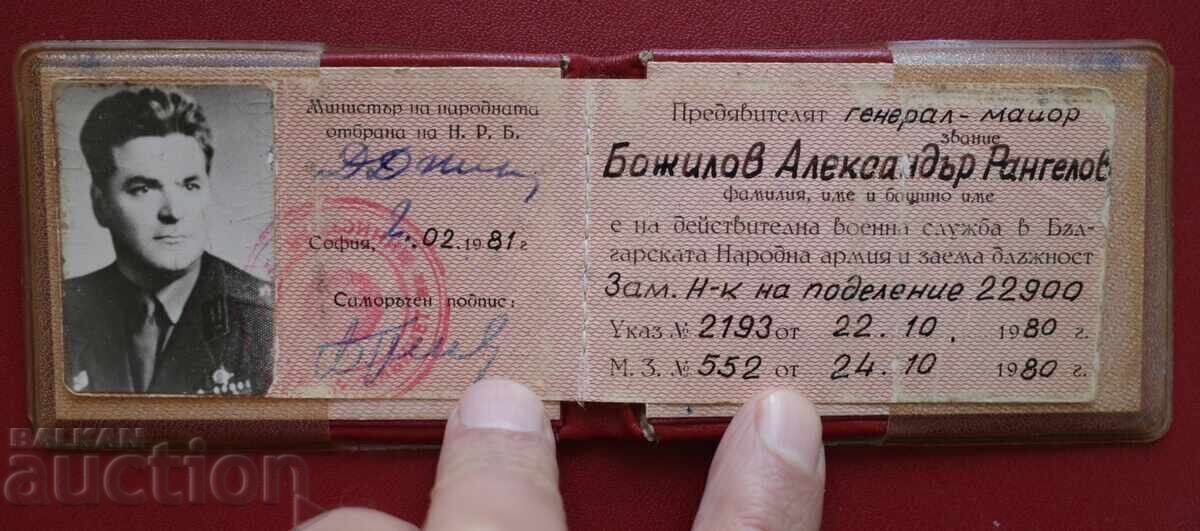 Министър на народната
отбрана на Н. Р. Б.
София, .02.1981 г.
Саморъчен подпис:
Предявителят генерал-майор
звание
Божилов Александър Рангелов
фамилия, име и бащино име
е на действителна военна служба в Бъл-
гарската Народна армия и заема длъжност
Зам. Н-к на поделение 22900
Указ № 2193 от 22.10. 1980 г.
М. З. № 552 от 24.10 1980 г.
BALKAN
auction